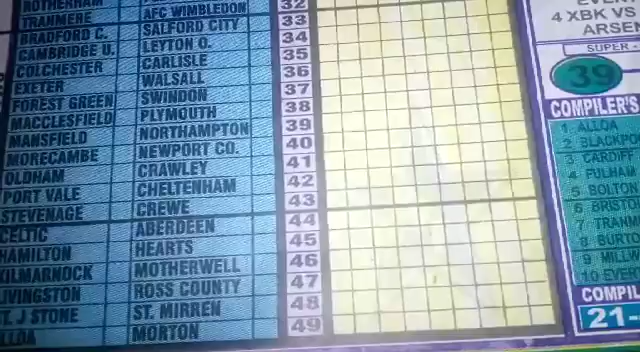 ROTHERHAM
TRANMERE AFC WIMBLEDON 32
BRADFORD C. SALFORD CITY 33
CAMBRIDGE U. LEYTON O. 34
COLCHESTER CARLISLE 35
EXETER WALSALL 36
FOREST GREEN SWINDON 37
MACCLESFIELD PLYMOUTH 38
MANSFIELD NORTHAMPTON 39
MORECAMBE NEWPORT CO. 40
OLDHAM CRAWLEY 41
PORT VALE CHELTENHAM 42
STEVENAGE CREWE 43
CELTIC ABERDEEN 44
HAMILTON HEARTS 45
KILMARNOCK MOTHERWELL 46
LIVINGSTON ROSS COUNTY 47
T. J STONE ST. MIRREN 48
LLOA MORTON 49
4 XBK VS
ARSEN
SUPER
39
COMPILER'S
1 ALLOA
2 BLACKPO
3 CARDIFF
4 FULHAM
5 BOLTON
6 BRISTO
7 TRANM
8 BURTO
9 MILLW
10 EVER
COMPIL
21-